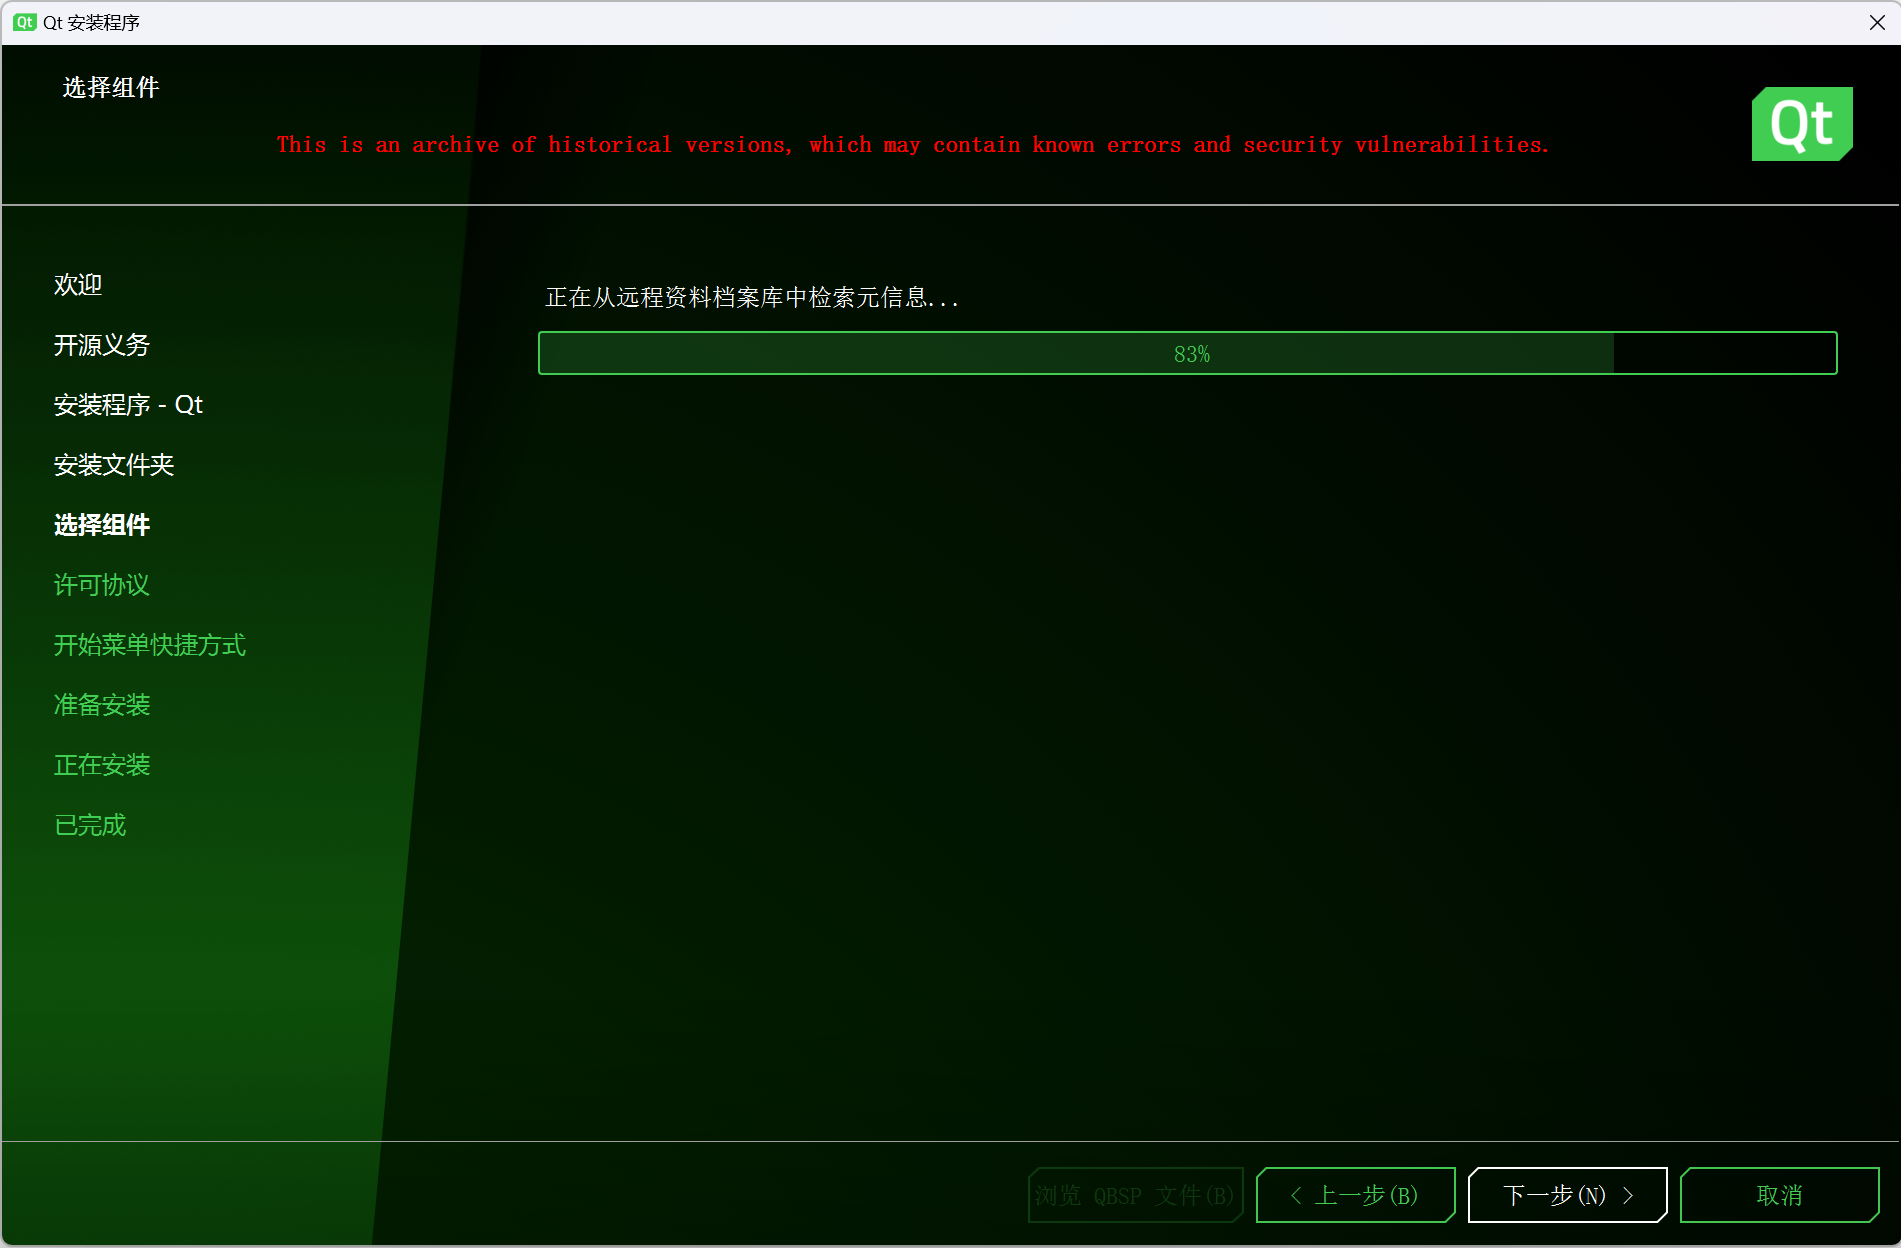 Qt 安装程序
选择组件
This is an archive of historical versions, which may contain known errors and security vulnerabilities.
Qt
欢迎
开源义务
安装程序 - Qt
安装文件夹
选择组件
许可协议
开始菜单快捷方式
准备安装
正在安装
已完成
正在从远程资料档案库中检索元信息...
83%
浏览 QBSP 文件(B)
上一步(B)
下一步(N)
取消